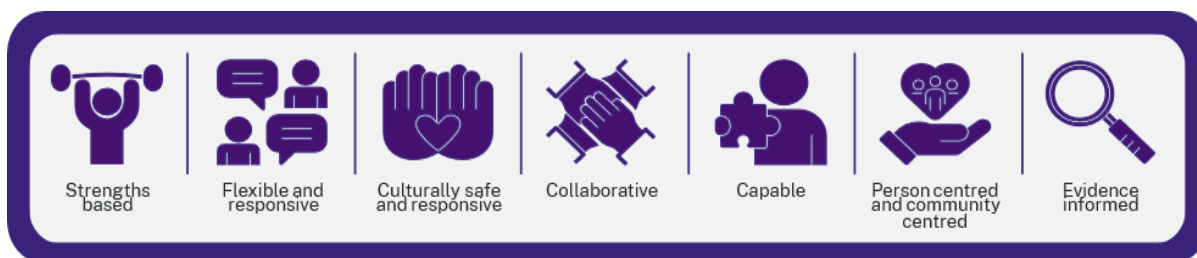 Strengths
based
Flexible and
responsive
Culturally safe
and responsive
Collaborative
Capable
Person centred
and community
centred
Evidence
informed